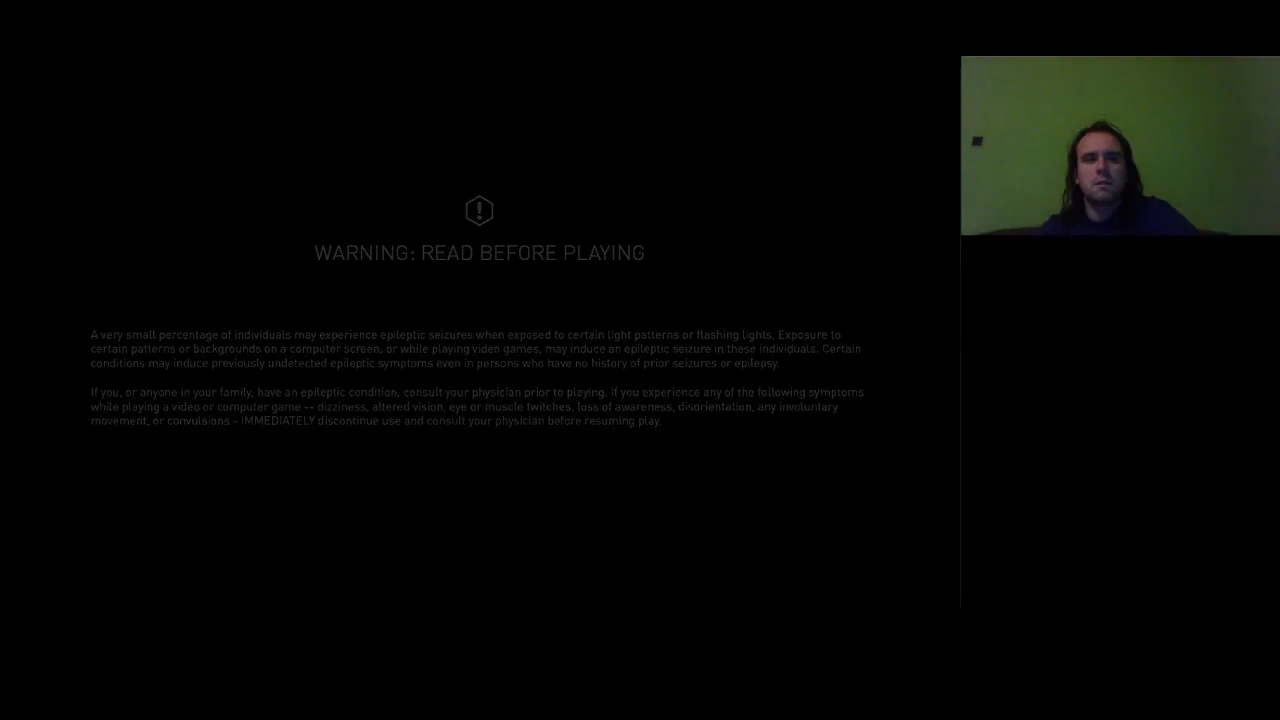 WARNING: READ BEFORE PLAYING
A very small percentage of individuals may experience epileptic seizures when exposed to certain light patterns or flashing lights. Exposure to
certain patterns or backgrounds on a computer screen, or while playing video games, may induce an epileptic seizure in these individuals. Certain
conditions may induce previously undetected epileptic symptoms even in persons who have no history of prior seizures or epilepsy.
If you, or anyone in your family, have an epileptic condition, consult your physician prior to playing. If you experience any of the following symptoms
while playing a video or computer game -- dizziness, altered vision, eye or muscle twitches, loss of awareness, disorientation, any involuntary
movement, or convulsions - IMMEDIATELY discontinue use and consult your physician before resuming play.